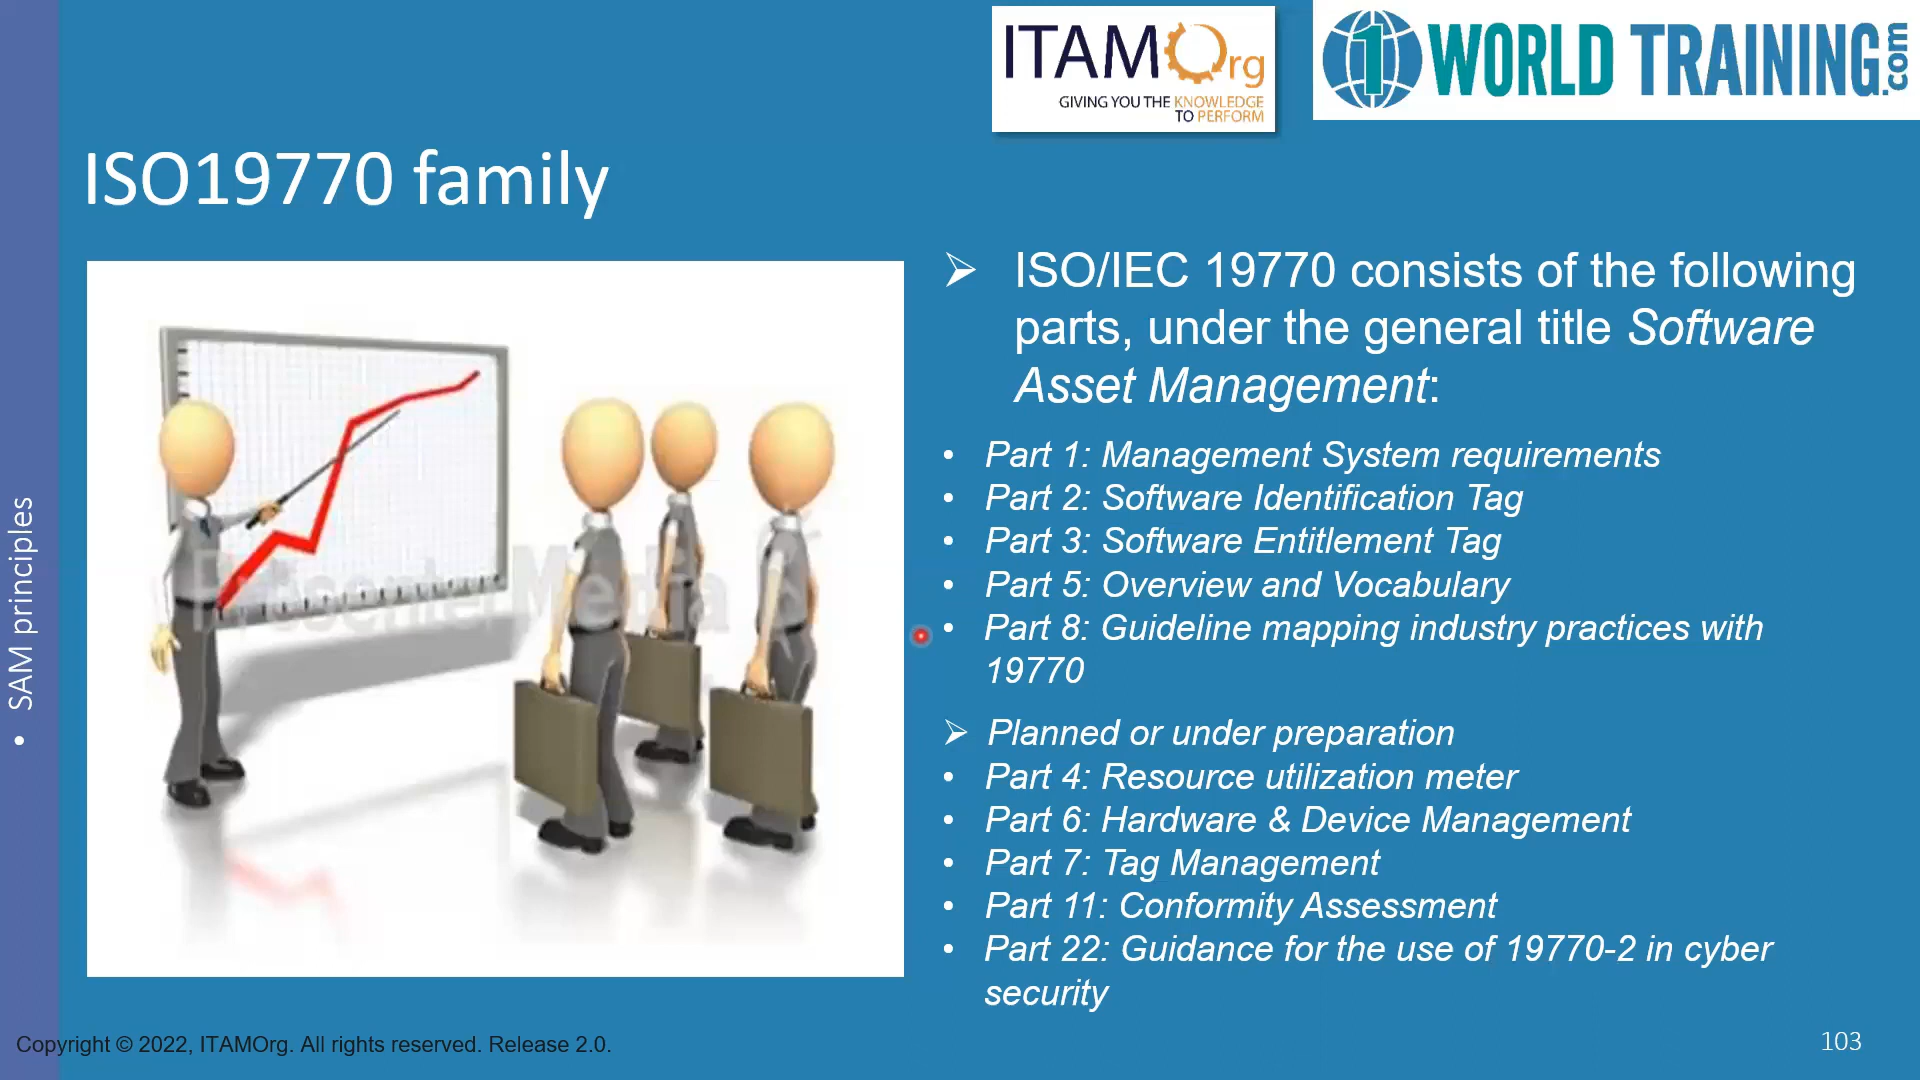 ITAMOrg
GIVING YOU THE KNOWLEDGE
TO PERFORM
1WORLD TRAINING.com
ISO19770 family
➢ ISO/IEC 19770 consists of the following
parts, under the general title Software
Asset Management:
• Part 1: Management System requirements
• Part 2: Software Identification Tag
• Part 3: Software Entitlement Tag
• Part 5: Overview and Vocabulary
• Part 8: Guideline mapping industry practices with
19770
➢ Planned or under preparation
• Part 4: Resource utilization meter
• Part 6: Hardware & Device Management
• Part 7: Tag Management
• Part 11: Conformity Assessment
• Part 22: Guidance for the use of 19770-2 in cyber
security
• SAM principles
PresenterMedia
Copyright © 2022, ITAMOrg. All rights reserved. Release 2.0.
103